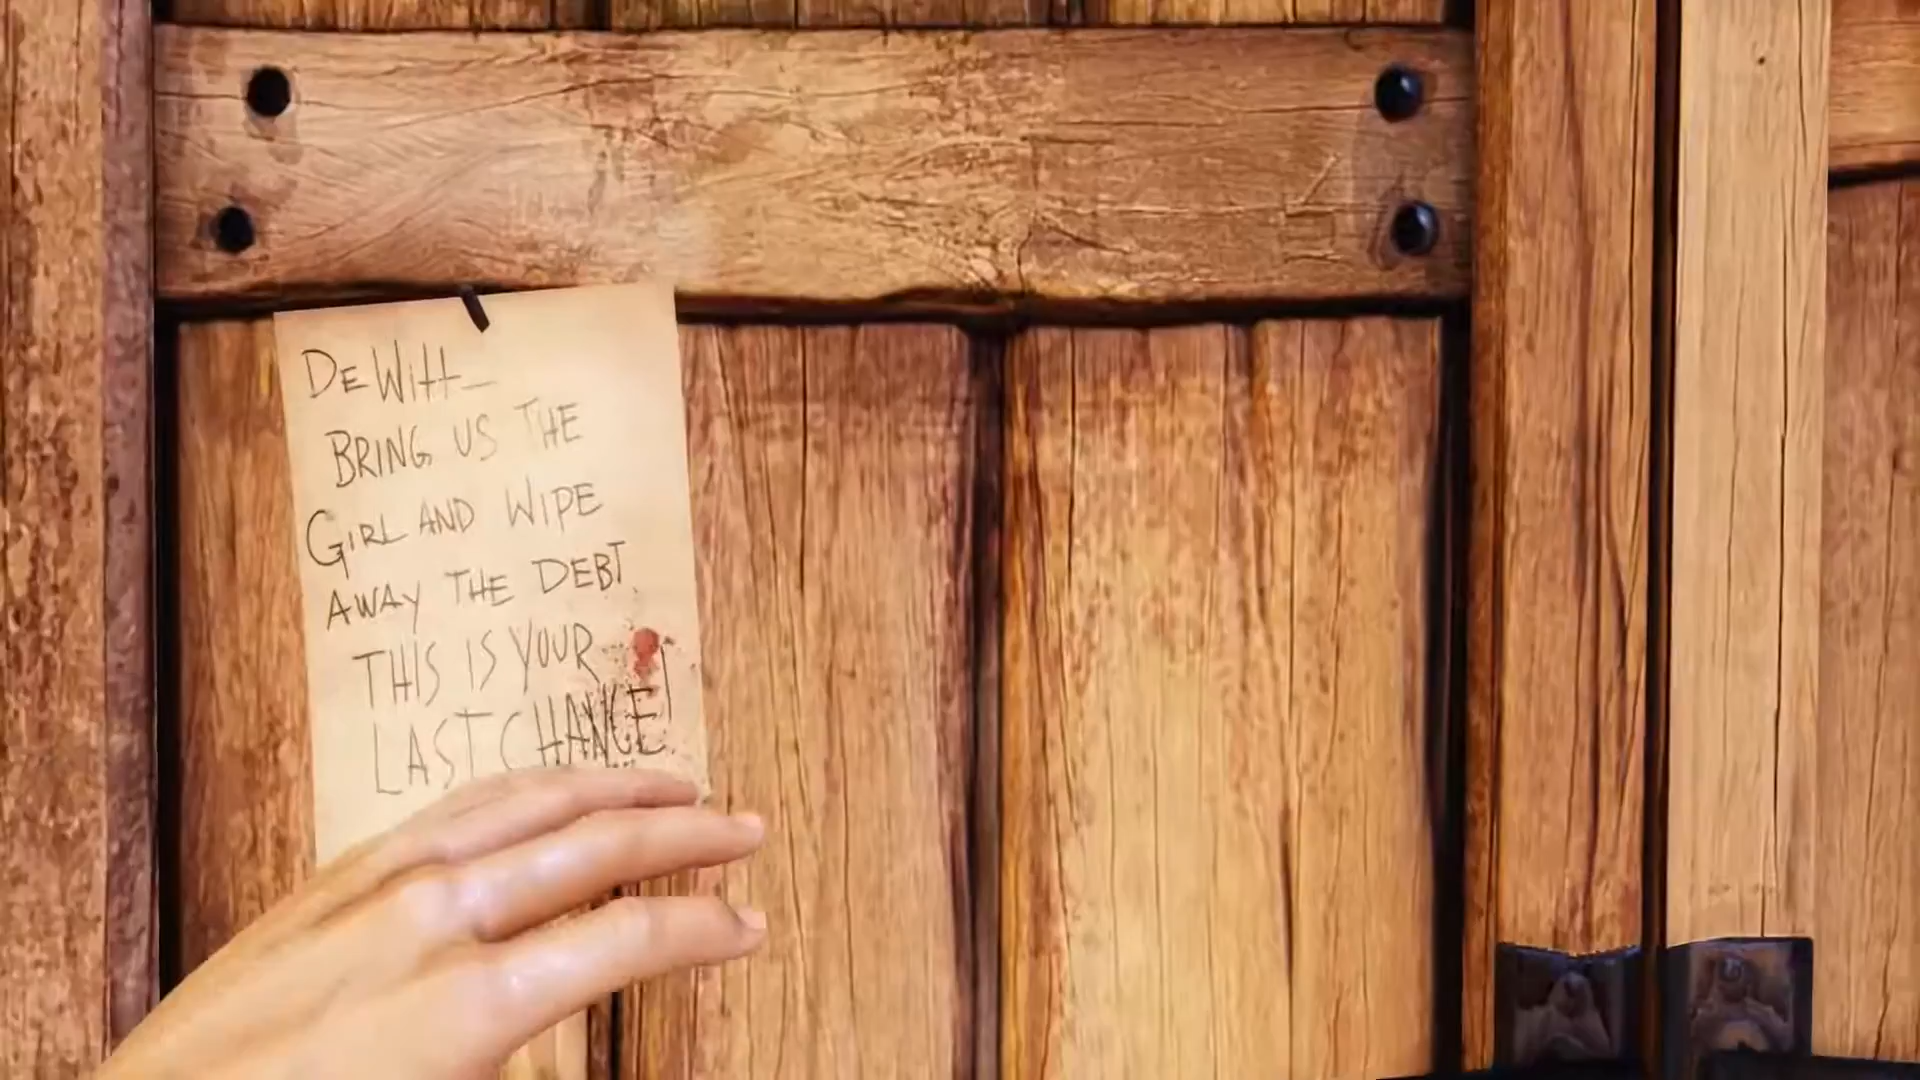 DEWitt—
BRING US THE
GIRL AND WIPE
AWAY THE DEBT.
THIS IS YOUR
LAST CHANCE!